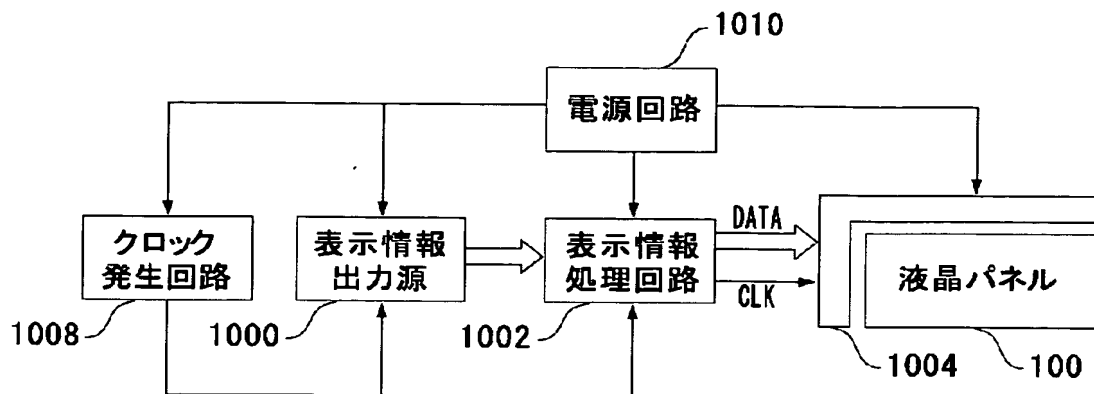 1010
電源回路
クロック
発生回路
表示情報
出力源
表示情報
処理回路
DATA
CLK
液晶パネル
1008
1000
1002
1004
100